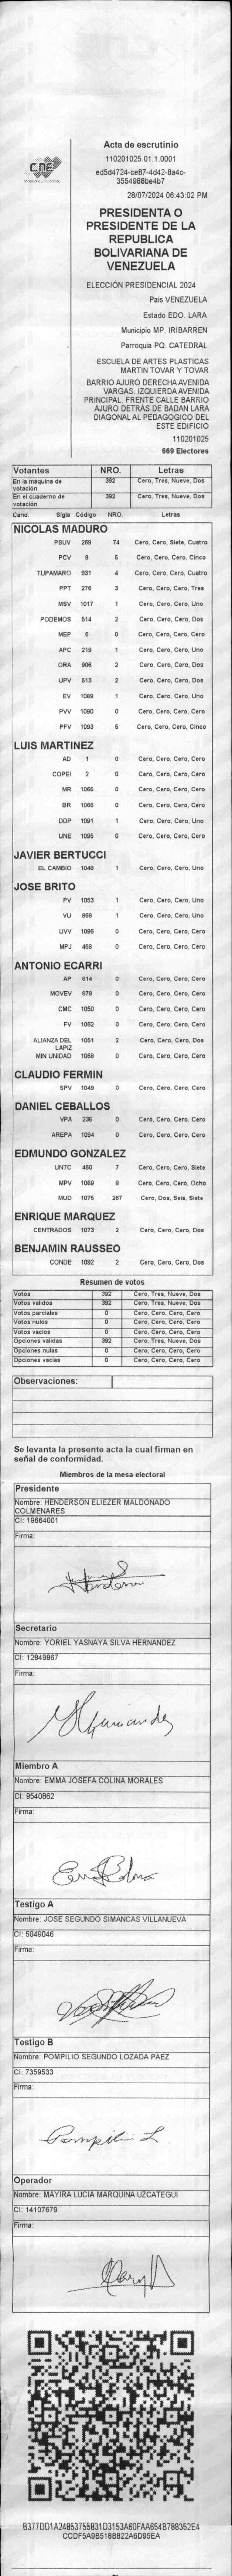 CNE
Acta de escrutinio
110201025.01.1.0001
ed5d4724-ce87-4d42-8a4c-
3554988be4b7
28/07/2024 06:43:02 PM
PRESIDENTA O
PRESIDENTE DE LA
REPUBLICA
BOLIVARIANA DE
VENEZUELA
ELECCIÓN PRESIDENCIAL 2024
Pais VENEZUELA
Estado EDO. LARA
Municipio MP. IRIBARREN
Parroquia PQ. CATEDRAL
ESCUELA DE ARTES PLASTICAS
MARTIN TOVAR Y TOVAR
BARRIO AJURO DERECHA AVENIDA
VARGAS. IZQUIERDA AVENIDA
PRINCIPAL. FRENTE CALLE BARRIO
AJURO DETRÁS DE BADAN LARA
DIAGONAL AL PEDAGOGICO DEL
ESTE EDIFICIO
110201025
669 Electores
Votantes NRO. Letras
En la máquina de votación 392 Cero, Tres, Nueve, Dos
En el cuaderno de votación 392 Cero, Tres, Nueve, Dos
Cand. Sigla Código NRO. Letras
NICOLAS MADURO
PSUV 269 74 Cero, Cero, Siete, Cuatro
PCV 9 5 Cero, Cero, Cero, Cinco
TUPAMARO 931 4 Cero, Cero, Cero, Cuatro
PPT 276 3 Cero, Cero, Cero, Tres
MSV 1017 1 Cero, Cero, Cero, Uno
PODEMOS 514 2 Cero, Cero, Cero, Dos
MEP 6 0 Cero, Cero, Cero, Cero
APC 219 1 Cero, Cero, Cero, Uno
ORA 906 2 Cero, Cero, Cero, Dos
UPV 513 2 Cero, Cero, Cero, Dos
EV 1089 1 Cero, Cero, Cero, Uno
PVV 1090 0 Cero, Cero, Cero, Cero
PFV 1093 5 Cero, Cero, Cero, Cinco
LUIS MARTINEZ
AD 1 0 Cero, Cero, Cero, Cero
COPEI 2 0 Cero, Cero, Cero, Cero
MR 1065 0 Cero, Cero, Cero, Cero
BR 1066 0 Cero, Cero, Cero, Cero
DDP 1091 1 Cero, Cero, Cero, Uno
UNE 1095 0 Cero, Cero, Cero, Cero
JAVIER BERTUCCI
EL CAMBIO 1048 1 Cero, Cero, Cero, Uno
JOSE BRITO
PV 1053 1 Cero, Cero, Cero, Uno
VU 868 1 Cero, Cero, Cero, Uno
UVV 1096 0 Cero, Cero, Cero, Cero
MPJ 458 0 Cero, Cero, Cero, Cero
ANTONIO ECARRI
AP 614 0 Cero, Cero, Cero, Cero
MOVEV 978 0 Cero, Cero, Cero, Cero
CMC 1050 0 Cero, Cero, Cero, Cero
FV 1062 0 Cero, Cero, Cero, Cero
ALIANZA DEL 1061 2 Cero, Cero, Cero, Dos
LAPIZ
MIN UNIDAD 1068 0 Cero, Cero, Cero, Cero
CLAUDIO FERMIN
SPV 1049 0 Cero, Cero, Cero, Cero
DANIEL CEBALLOS
VPA 236 0 Cero, Cero, Cero, Cero
AREPA 1094 0 Cero, Cero, Cero, Cero
EDMUNDO GONZALEZ
UNTC 460 7 Cero, Cero, Cero, Siete
MPV 1069 8 Cero, Cero, Cero, Ocho
MUD 1075 267 Cero, Dos, Seis, Siete
ENRIQUE MARQUEZ
CENTRADOS 1073 2 Cero, Cero, Cero, Dos
BENJAMIN RAUSSEO
CONDE 1092 2 Cero, Cero, Cero, Dos
Resumen de votos
Votos 392 Cero, Tres, Nueve, Dos
Votos validos 392 Cero, Tres, Nueve, Dos
Votos parciales 0 Cero, Cero, Cero, Cero
Votos nulos 0 Cero, Cero, Cero, Cero
Votos vacios 0 Cero, Cero, Cero, Cero
Opciones validas 392 Cero, Tres, Nueve, Dos
Opciones nulas 0 Cero, Cero, Cero, Cero
Opciones vacias 0 Cero, Cero, Cero, Cero
Observaciones:
Se levanta la presente acta la cual firman en
señal de conformidad.
Miembros de la mesa electoral
Presidente
Nombre: HENDERSON ELIEZER MALDONADO
COLMENARES
CI: 19664001
Firma:
Secretario
Nombre: YORIEL YASNAYA SILVA HERNANDEZ
CI: 12849867
Firma:
Miembro A
Nombre: EMMA JOSEFA COLINA MORALES
CI: 9540862
Firma:
Testigo A
Nombre: JOSE SEGUNDO SIMANCAS VILLANUEVA
CI: 5049046
Firma:
Testigo B
Nombre: POMPILIO SEGUNDO LOZADA PAEZ
CI: 7359533
Firma:
Pompilio L.
Operador
Nombre: MAYIRA LUCIA MARQUINA UZCATEGUI
CI: 14107679
Firma:
B377DD1A24853755831D3153A60FAA654B788352E4
CCDF5A9B518B822A6D95EA